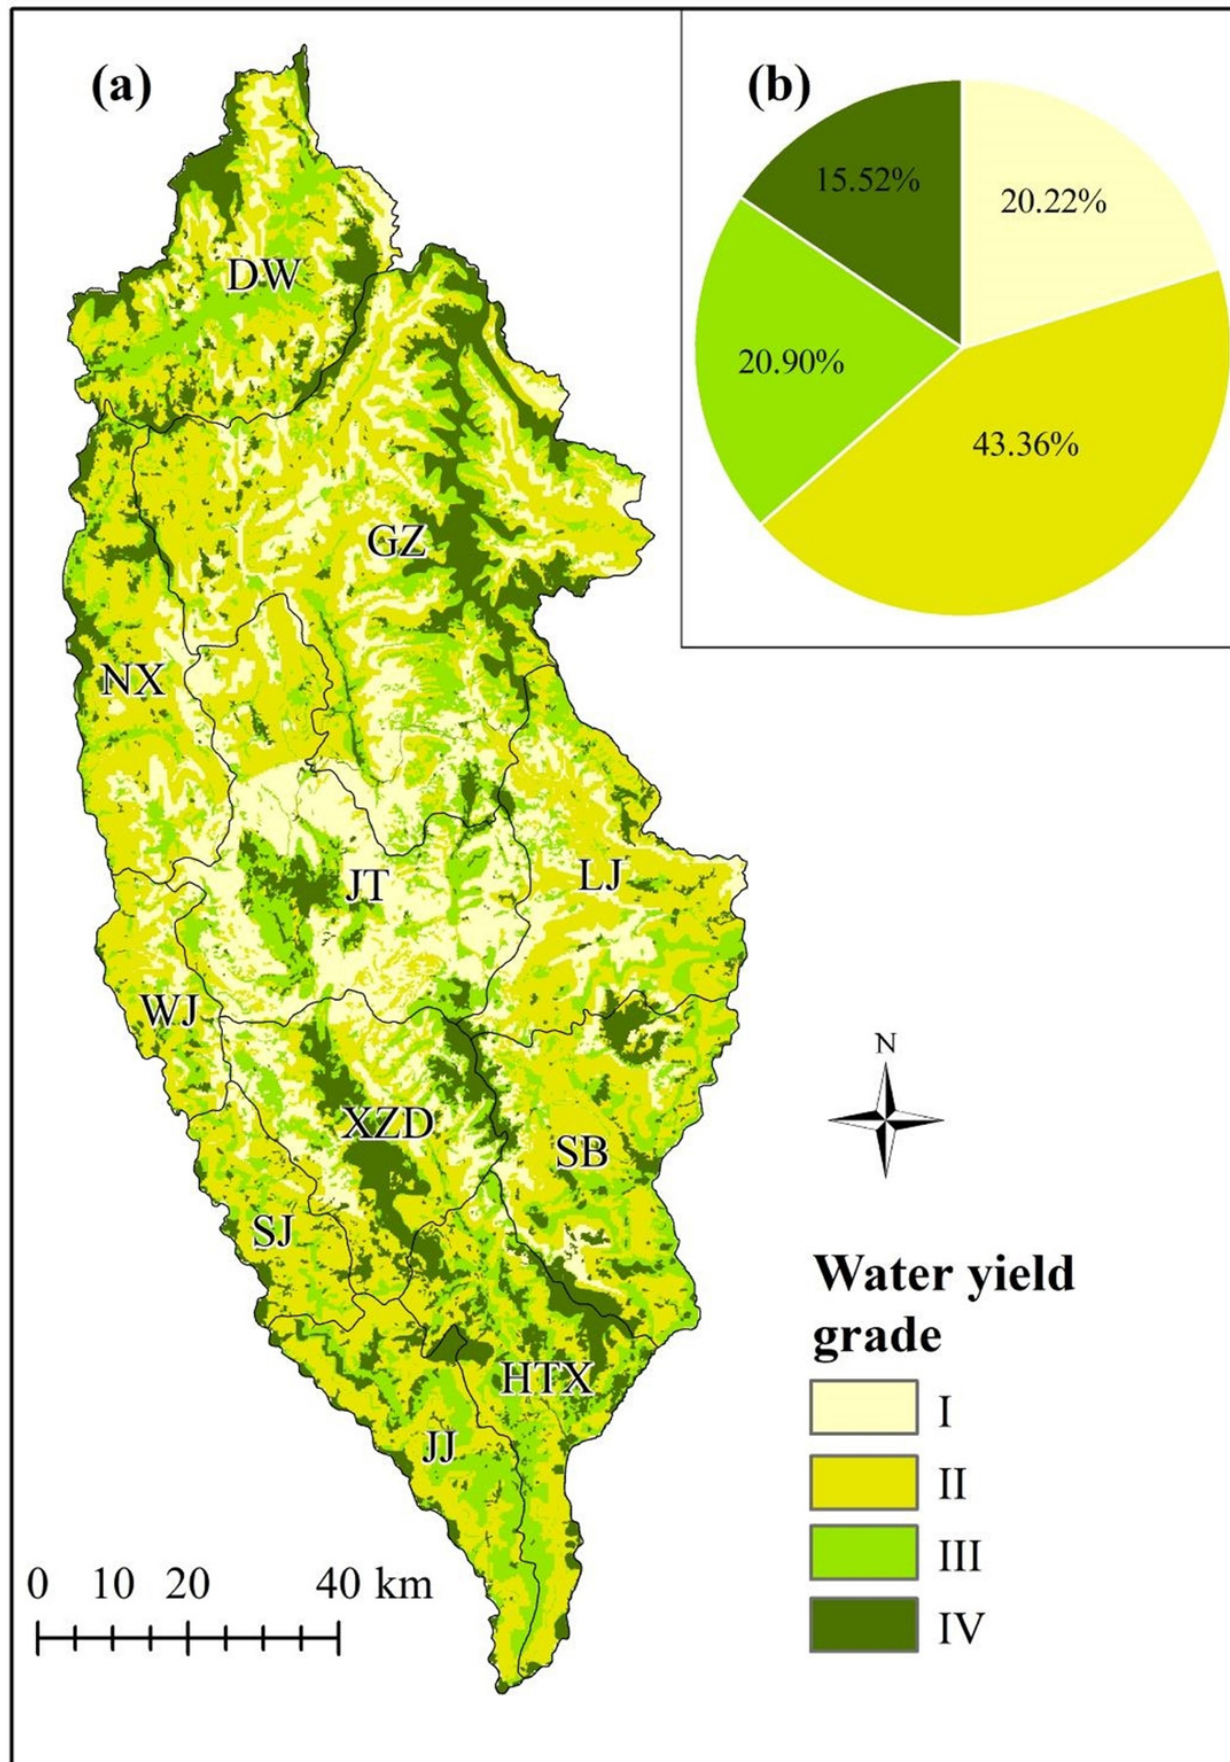 (a)
(b)
15.52%
20.22%
20.90%
43.36%
DW
GZ
NX
JT
LJ
WJ
XZD
SB
SJ
HTX
JJ
N
Water yield
grade
I
II
III
IV
0 10 20 40 km